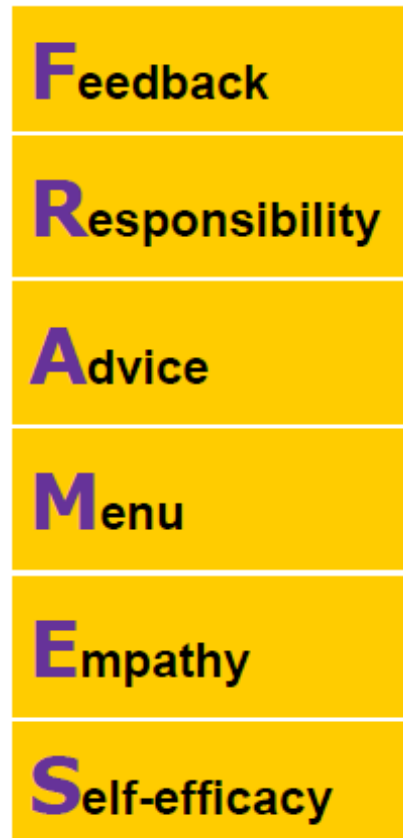 Feedback
Responsibility
Advice
Menu
Empathy
Self-efficacy